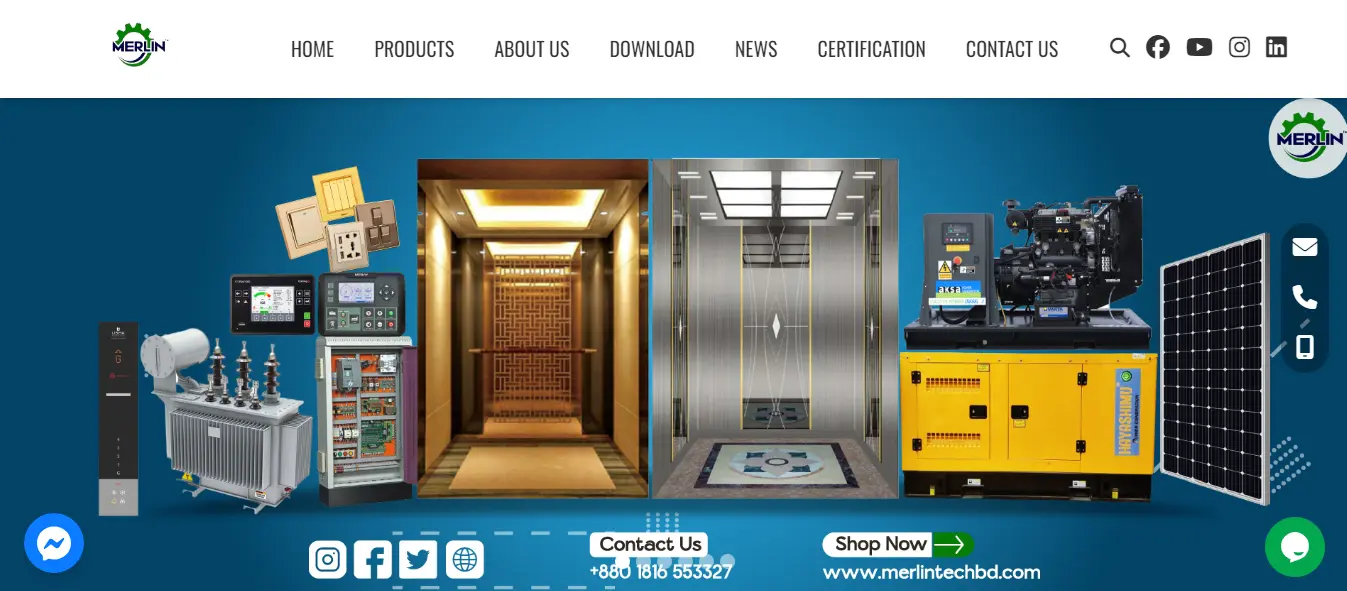 MERLIN
HOME PRODUCTS ABOUT US DOWNLOAD NEWS CERTIFICATION CONTACT US
MERLIN
aksa
HAYASHIMU
Contact Us
+880 1816 553327
Shop Now
www.merlintechbd.com